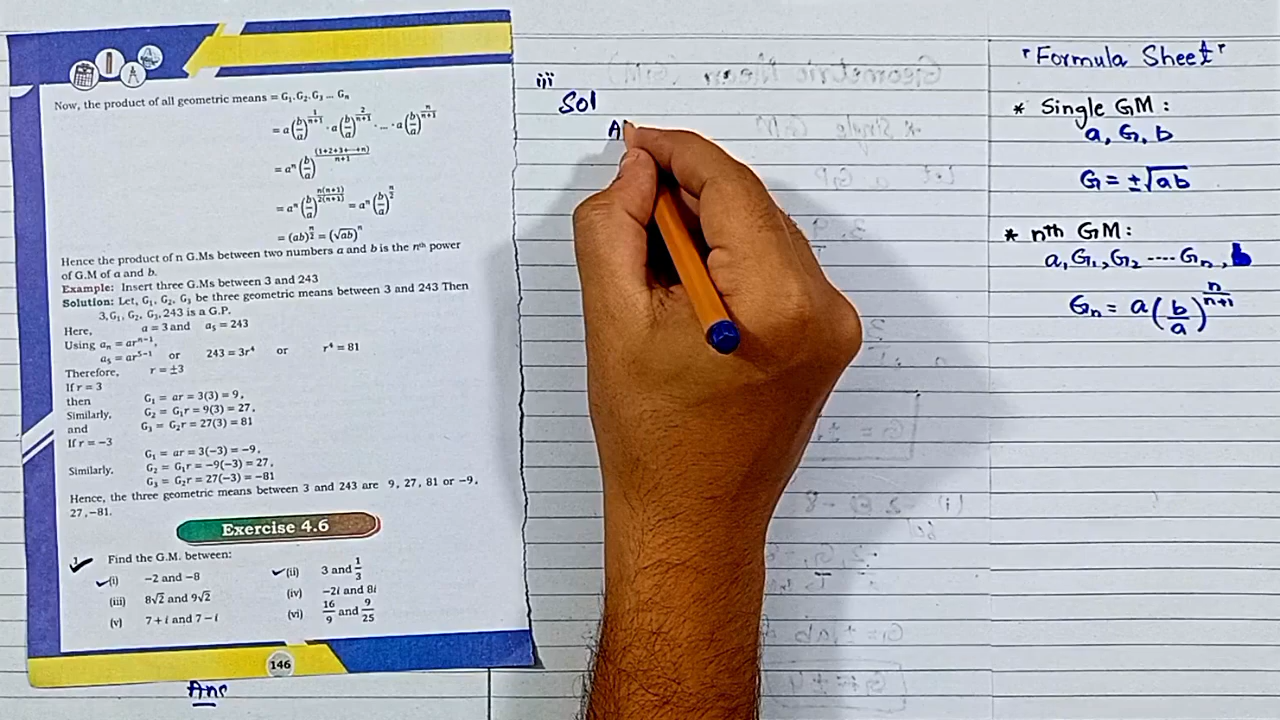 Now, the product of all geometric means = G₁.G₂.G₃ ... Gₙ
= a(b/a)^(1/(n+1)) · a(b/a)^(2/(n+1)) · ... · a(b/a)^(n/(n+1))
= aⁿ (b/a)^((1+2+3+⋯+n)/(n+1))
= aⁿ (b/a)^(n(n+1)/(2(n+1))) = aⁿ (b/a)^(n/2)
= (ab)^(n/2) = (√ab)ⁿ
Hence the product of n G.Ms between two numbers a and b is the nᵗʰ power
of G.M of a and b.
Example: Insert three G.Ms between 3 and 243
Solution: Let, G₁, G₂, G₃ be three geometric means between 3 and 243 Then
3,G₁, G₂, G₃,243 is a G.P.
Here, a = 3 and a₅ = 243
Using aₙ = arⁿ⁻¹,
a₅ = ar⁵⁻¹ or 243 = 3r⁴ or r⁴ = 81
Therefore, r = ±3
If r = 3
then G₁ = ar = 3(3) = 9,
Similarly, G₂ = G₁r = 9(3) = 27,
and G₃ = G₂r = 27(3) = 81
If r = −3
G₁ = ar = 3(−3) = −9,
Similarly, G₂ = G₁r = −9(−3) = 27,
G₃ = G₂r = 27(−3) = −81
Hence, the three geometric means between 3 and 243 are 9, 27, 81 or −9,
27,−81.
Exercise 4.6
Find the G.M. between:
(i) −2 and −8 (ii) 3 and 1/3
(iii) 8√2 and 9√2 (iv) −2i and 8i
(v) 7 + i and 7 − i (vi) 16/9 and 9/25
146
Ans
iii
Sol
"Formula Sheet"
* Single GM:
a, G, b
G = ±√ab
* nth GM:
a, G₁, G₂ ---- Gₙ, b
Gₙ = a(b/a)^(n/(n+1))